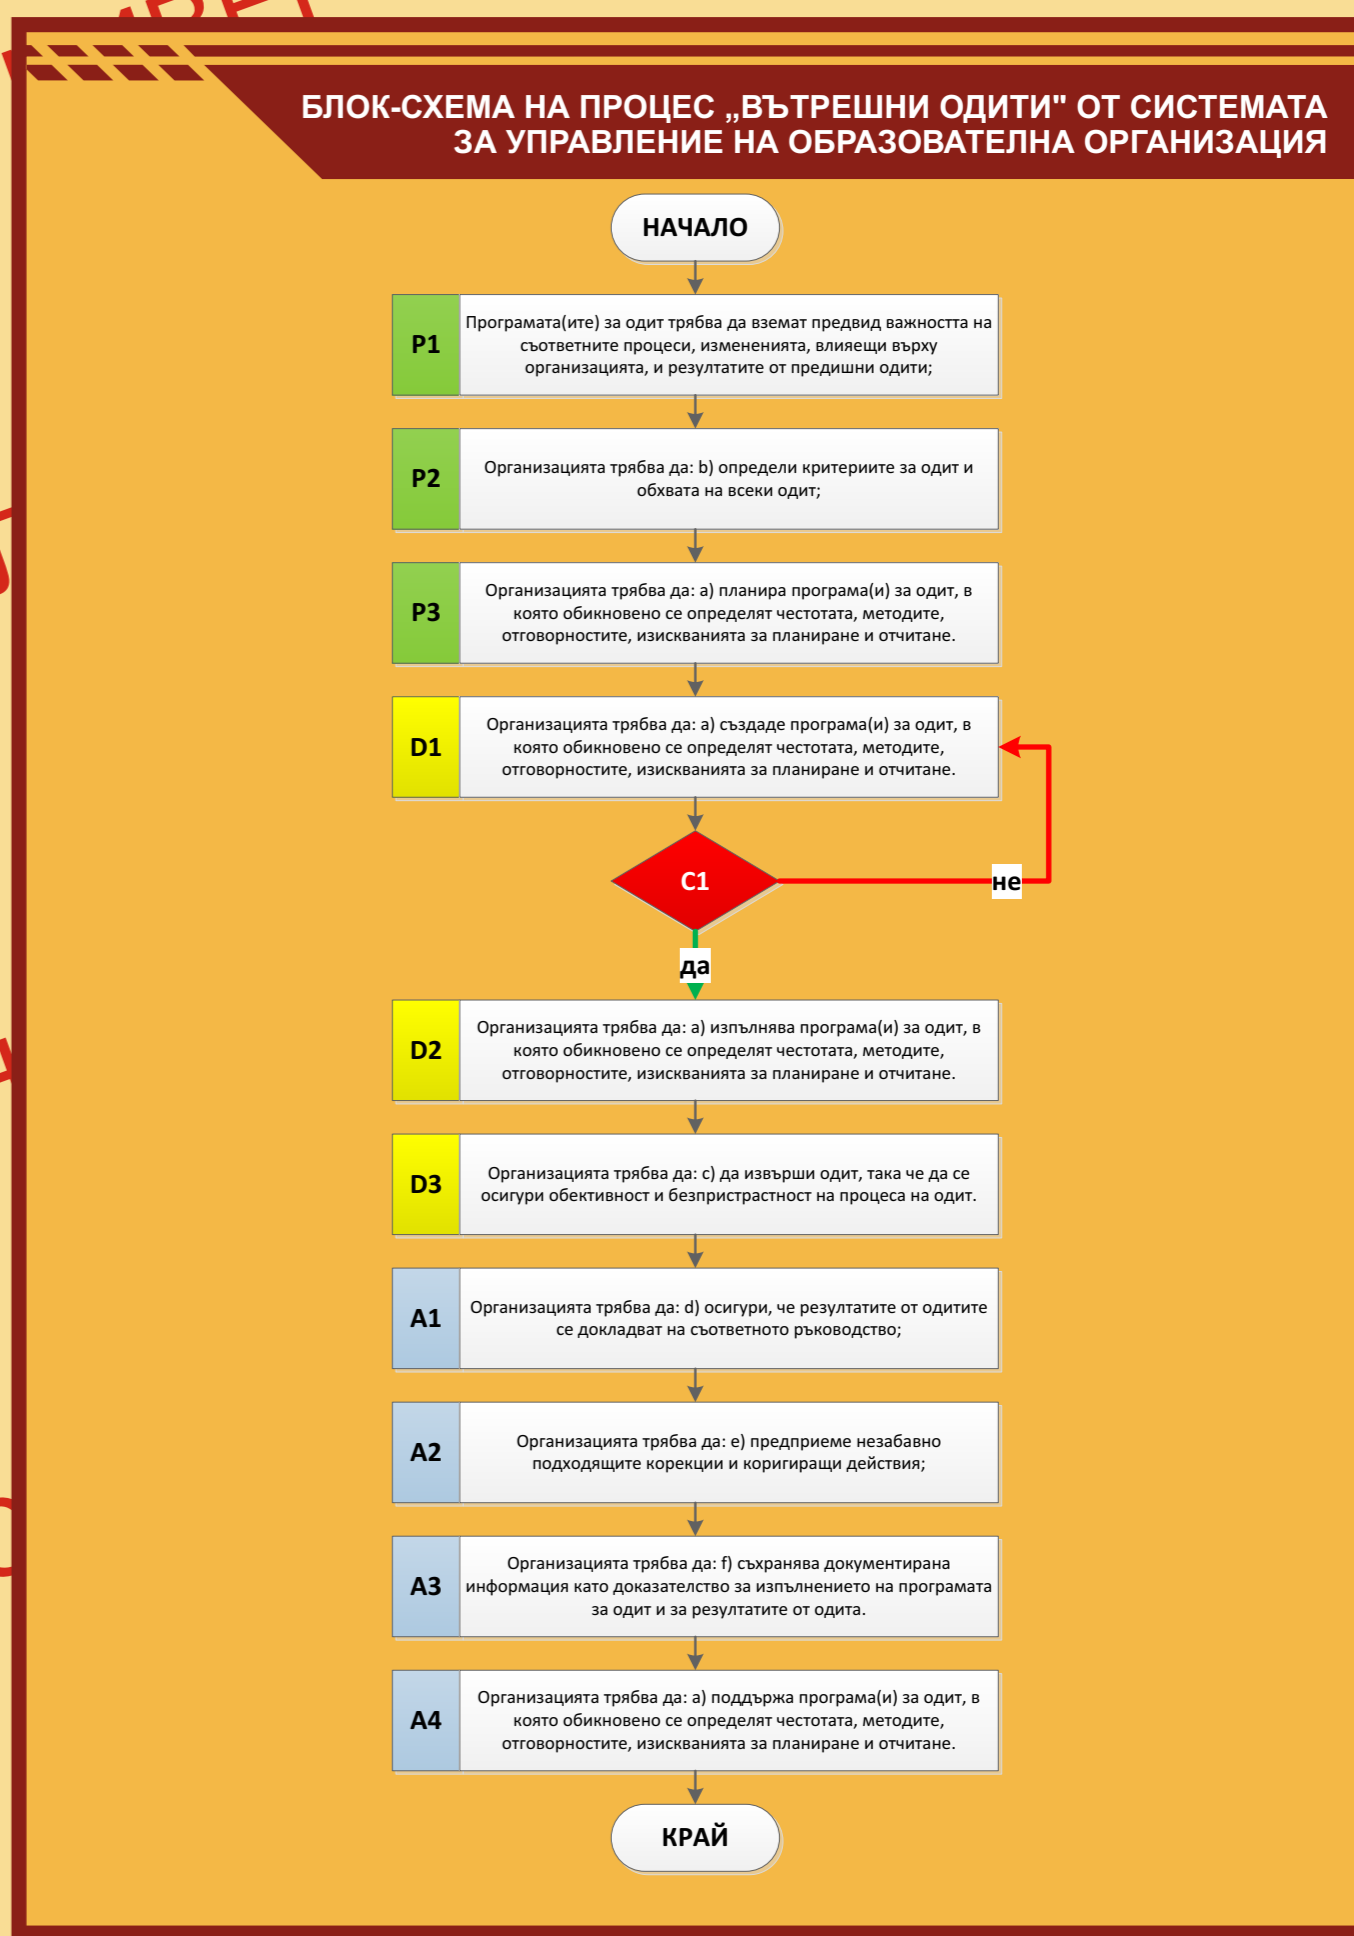 БЛОК-СХЕМА НА ПРОЦЕС „ВЪТРЕШНИ ОДИТИ" ОТ СИСТЕМАТА
ЗА УПРАВЛЕНИЕ НА ОБРАЗОВАТЕЛНА ОРГАНИЗАЦИЯ
НАЧАЛО
P1
Програмата(ите) за одит трябва да вземат предвид важността на
съответните процеси, измененията, влияещи върху
организацията, и резултатите от предишни одити;
P2
Организацията трябва да: b) определи критериите за одит и
обхвата на всеки одит;
P3
Организацията трябва да: a) планира програма(и) за одит, в
която обикновено се определят честотата, методите,
отговорностите, изискванията за планиране и отчитане.
D1
Организацията трябва да: a) създаде програма(и) за одит, в
която обикновено се определят честотата, методите,
отговорностите, изискванията за планиране и отчитане.
C1
не
да
D2
Организацията трябва да: a) изпълнява програма(и) за одит, в
която обикновено се определят честотата, методите,
отговорностите, изискванията за планиране и отчитане.
D3
Организацията трябва да: c) да извърши одит, така че да се
осигури обективност и безпристрастност на процеса на одит.
A1
Организацията трябва да: d) осигури, че резултатите от одитите
се докладват на съответното ръководство;
A2
Организацията трябва да: e) предприеме незабавно
подходящите корекции и коригиращи действия;
A3
Организацията трябва да: f) съхранява документирана
информация като доказателство за изпълнението на програмата
за одит и за резултатите от одита.
A4
Организацията трябва да: a) поддържа програма(и) за одит, в
която обикновено се определят честотата, методите,
отговорностите, изискванията за планиране и отчитане.
КРАЙ